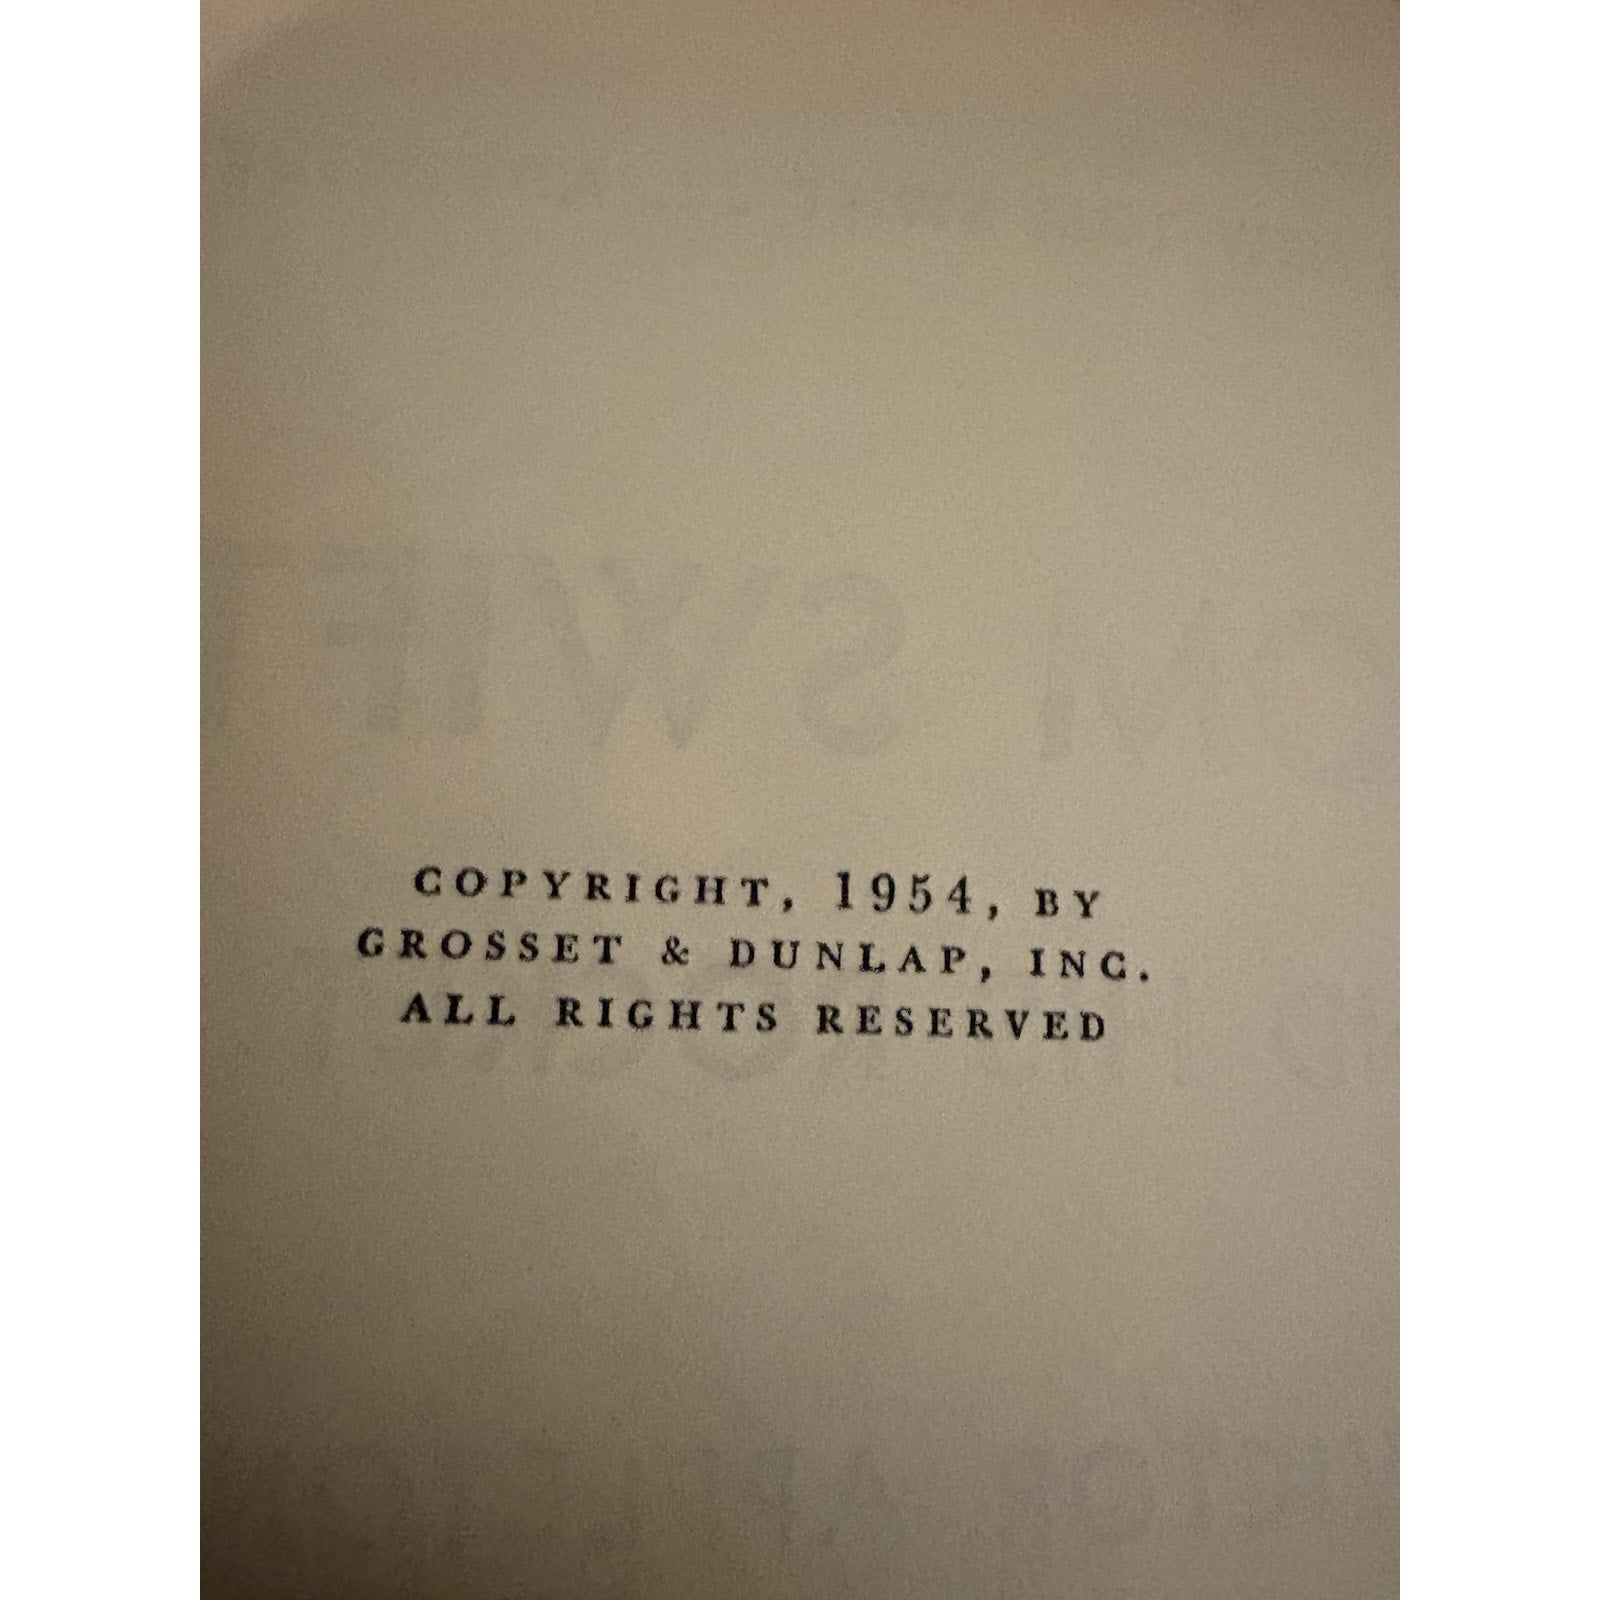 COPYRIGHT, 1954, BY
GROSSET & DUNLAP, INC.
ALL RIGHTS RESERVED